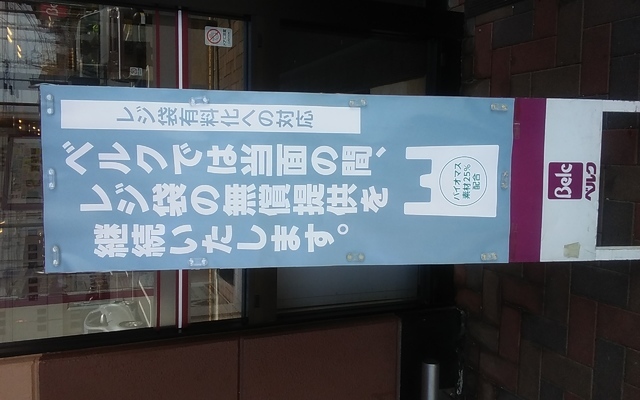 レジ袋有料化への対応
ベルクでは当面の間、
レジ袋の無償提供を
継続いたします。
バイオマス
素材25%
配合
Belc
ベルク